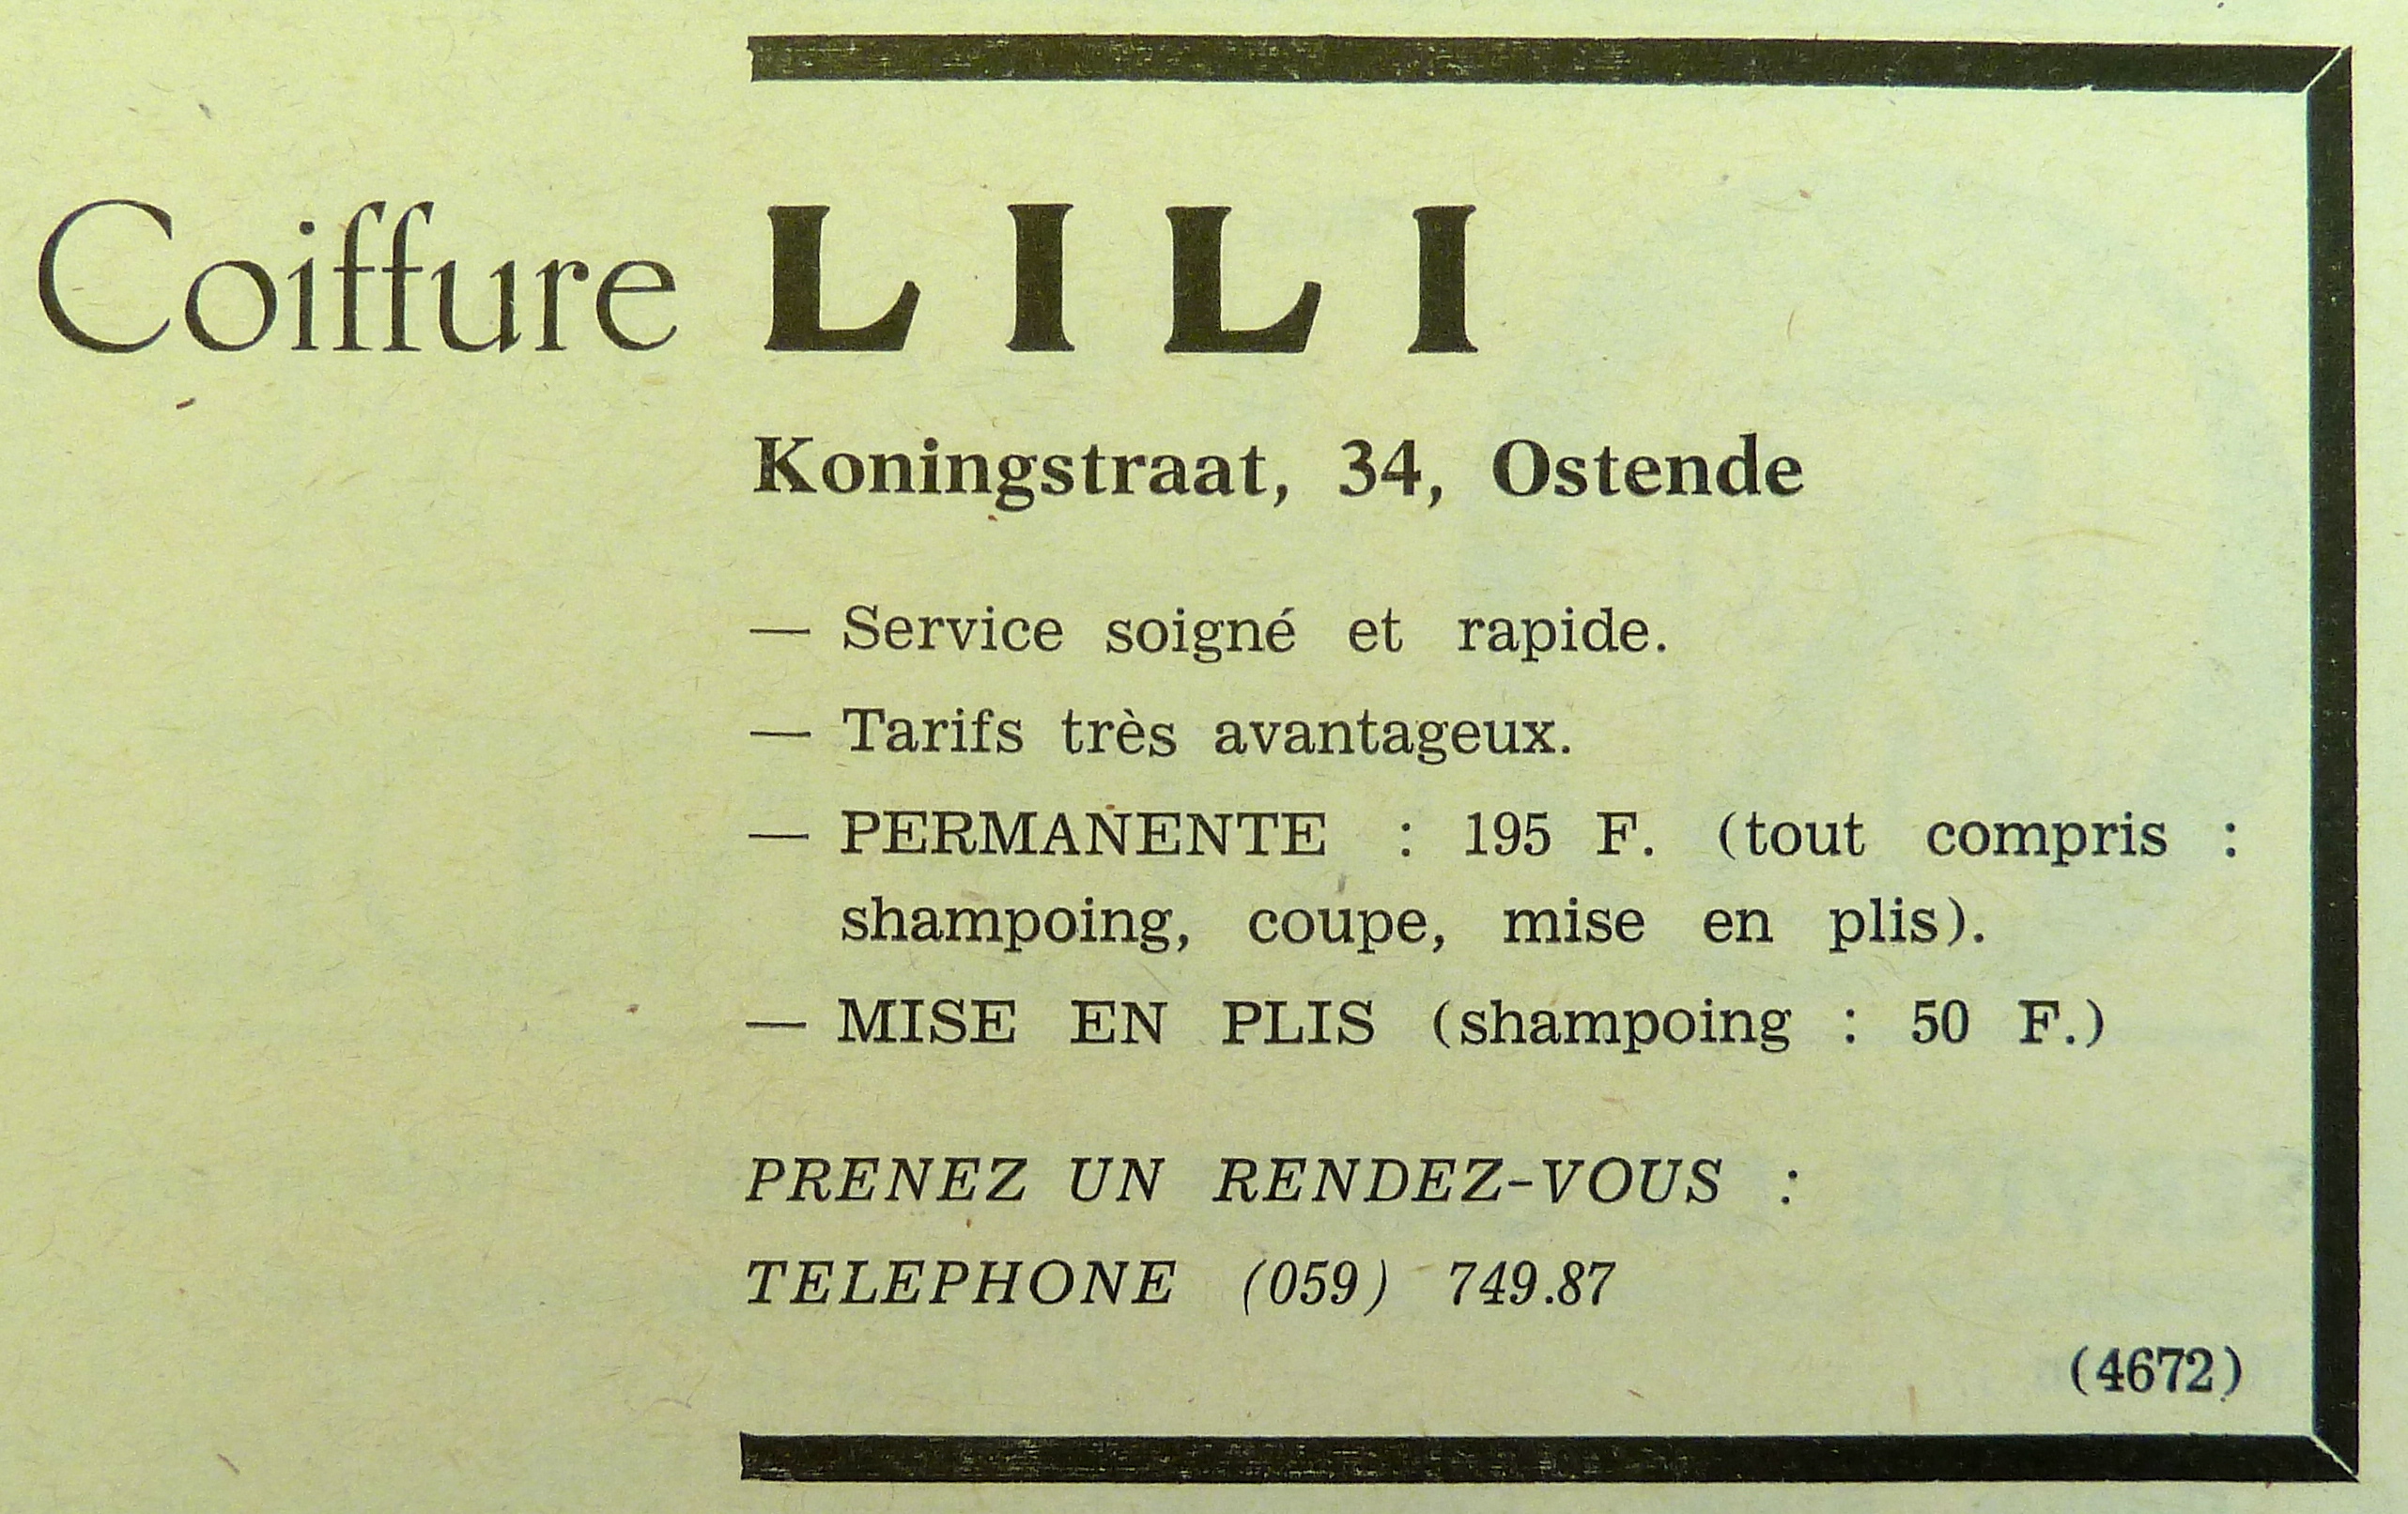 Coiffure LILI
Koningstraat, 34, Ostende
— Service soigné et rapide.
— Tarifs très avantageux.
— PERMANENTE : 195 F. (tout compris :
shampoing, coupe, mise en plis).
— MISE EN PLIS (shampoing : 50 F.)
PRENEZ UN RENDEZ-VOUS :
TELEPHONE (059) 749.87
(4672)